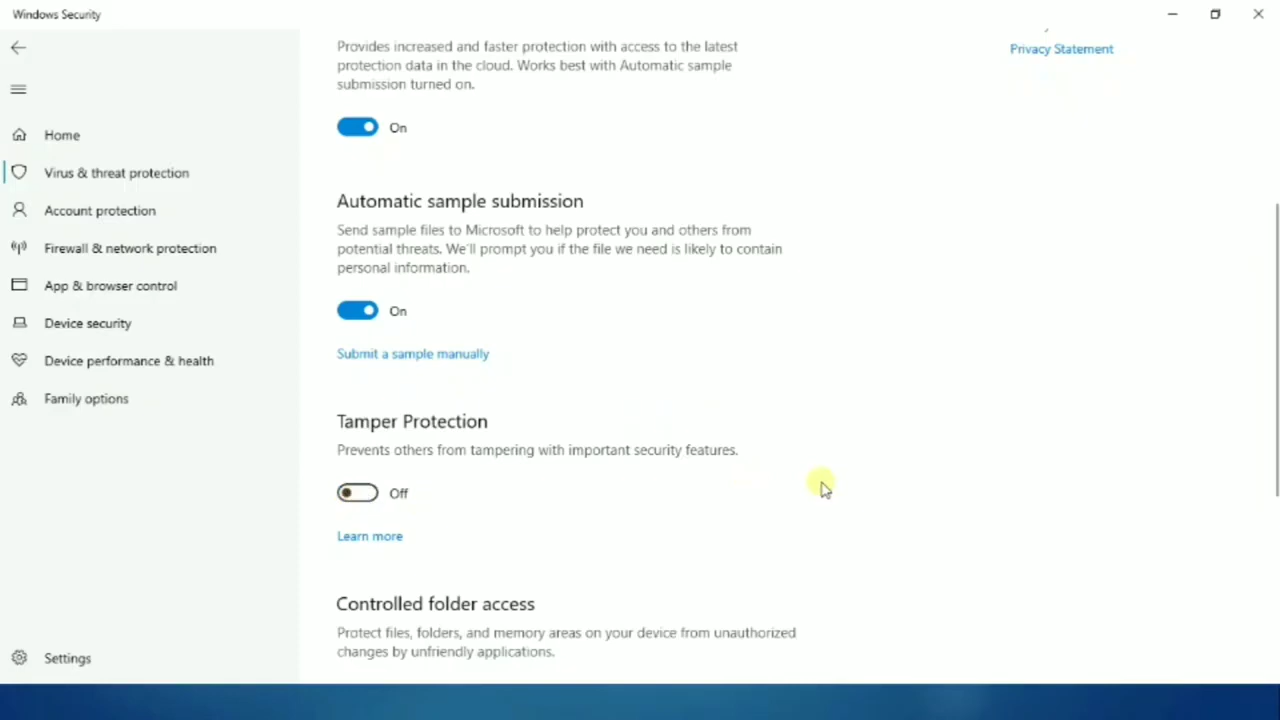 Windows Security
Home
Virus & threat protection
Account protection
Firewall & network protection
App & browser control
Device security
Device performance & health
Family options
Settings
Provides increased and faster protection with access to the latest
protection data in the cloud. Works best with Automatic sample
submission turned on.
On
Automatic sample submission
Send sample files to Microsoft to help protect you and others from
potential threats. We'll prompt you if the file we need is likely to contain
personal information.
On
Submit a sample manually
Tamper Protection
Prevents others from tampering with important security features.
Off
Learn more
Controlled folder access
Protect files, folders, and memory areas on your device from unauthorized
changes by unfriendly applications.
Privacy Statement